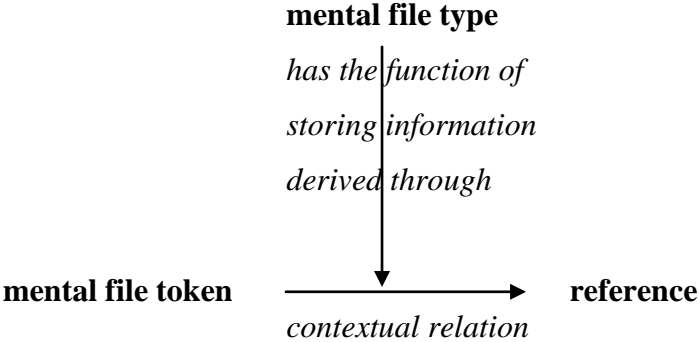 mental file type
has the function of
storing information
derived through
mental file token
reference
contextual relation